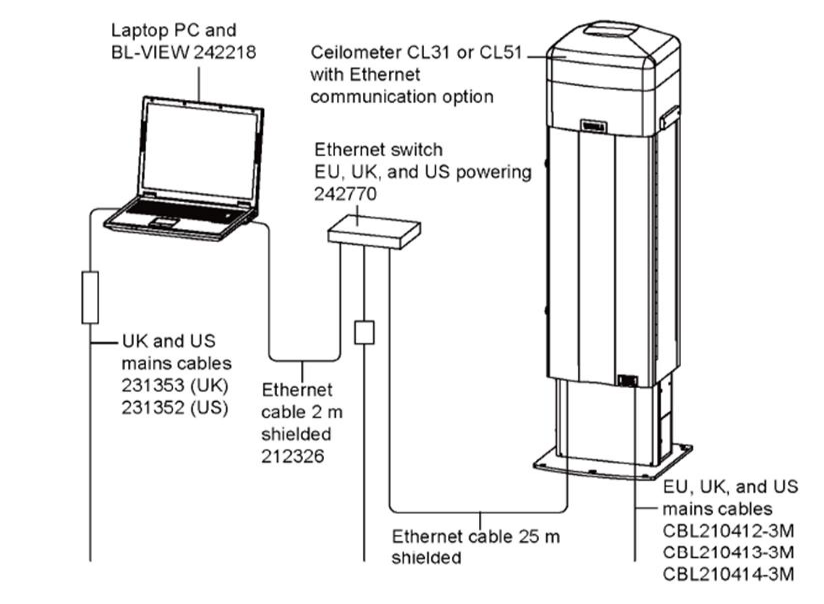 Laptop PC and
BL-VIEW 242218
Ceilometer CL31 or CL51
with Ethernet
communication option
Ethernet switch
EU, UK, and US powering
242770
UK and US
mains cables
231353 (UK)
231352 (US)
Ethernet
cable 2 m
shielded
212326
Ethernet cable 25 m
shielded
EU, UK, and US
mains cables
CBL210412-3M
CBL210413-3M
CBL210414-3M